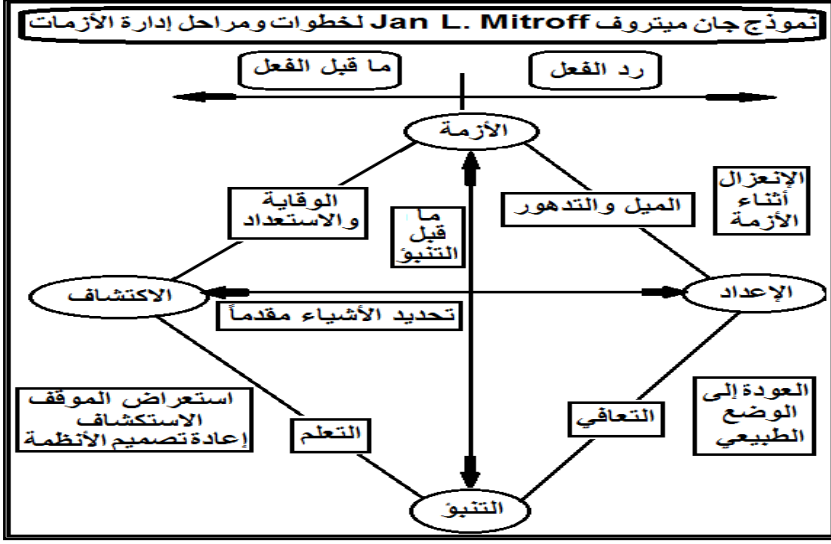 نموذج جان ميتروف Jan L. Mitroff لخطوات ومراحل إدارة الأزمات
رد الفعل
ما قبل الفعل
الأزمة
الإنعزال
أثناء
الأزمة
الميل والتدهور
ما
قبل
التنبؤ
الوقاية
والاستعداد
الإعداد
الاكتشاف
تحديد الأشياء مقدماً
العودة إلى
الوضع
الطبيعي
التعافي
التعلم
استعراض الموقف
الاستكشاف
إعادة تصميم الأنظمة
التنبؤ